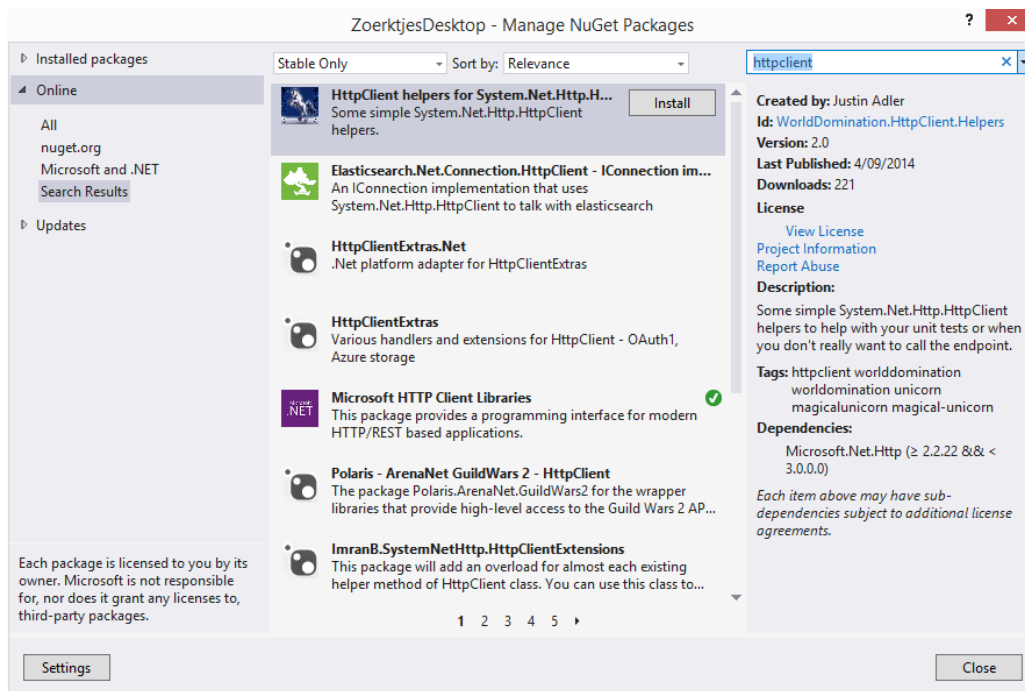 ZoerktjesDesktop - Manage NuGet Packages
?
Installed packages
Online
All
nuget.org
Microsoft and .NET
Search Results
Updates
Each package is licensed to you by its
owner. Microsoft is not responsible
for, nor does it grant any licenses to,
third-party packages.
Settings
Stable Only
Sort by: Relevance
HttpClient helpers for System.Net.Http.H...
Some simple System.Net.Http.HttpClient
helpers.
Install
Elasticsearch.Net.Connection.HttpClient - IConnection im...
An IConnection implementation that uses
System.Net.Http.HttpClient to talk with elasticsearch
HttpClientExtras.Net
.Net platform adapter for HttpClientExtras
HttpClientExtras
Various handlers and extensions for HttpClient - OAuth1,
Azure storage
.NET
Microsoft HTTP Client Libraries
This package provides a programming interface for modern
HTTP/REST based applications.
Polaris - ArenaNet GuildWars 2 - HttpClient
The package Polaris.ArenaNet.GuildWars2 for the wrapper
libraries that provide high-level access to the Guild Wars 2 AP...
ImranB.SystemNetHttp.HttpClientExtensions
This package will add an overload for almost each existing
helper method of HttpClient class. You can use this class to...
1 2 3 4 5
httpclient
Created by: Justin Adler
Id: WorldDomination.HttpClient.Helpers
Version: 2.0
Last Published: 4/09/2014
Downloads: 221
License
View License
Project Information
Report Abuse
Description:
Some simple System.Net.Http.HttpClient
helpers to help with your unit tests or when
you don't really want to call the endpoint.
Tags: httpclient worlddomination
worldomination unicorn
magicalunicorn magical-unicorn
Dependencies:
Microsoft.Net.Http (≥ 2.2.22 && <
3.0.0.0)
Each item above may have sub-
dependencies subject to additional license
agreements.
Close